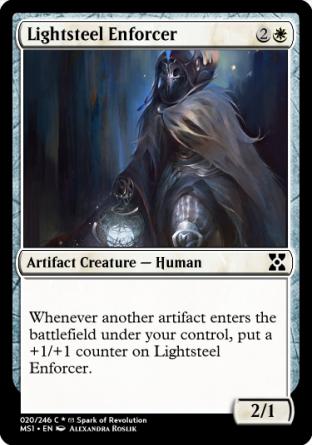 Lightsteel Enforcer 2
Artifact Creature — Human
Whenever another artifact enters the
battlefield under your control, put a
+1/+1 counter on Lightsteel
Enforcer.
2/1
020/246 C * Spark of Revolution
MS1 • EN Alexandra Roslik